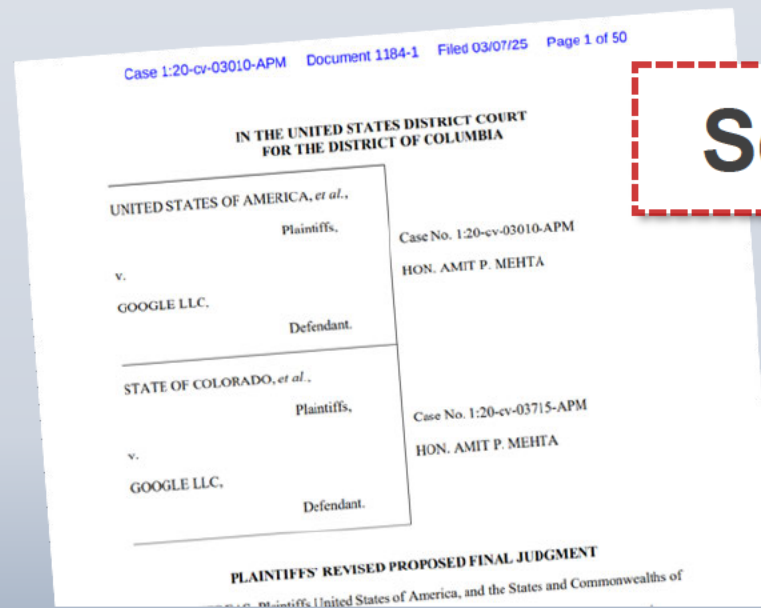 Case 1:20-cv-03010-APM Document 1184-1 Filed 03/07/25 Page 1 of 50
IN THE UNITED STATES DISTRICT COURT
FOR THE DISTRICT OF COLUMBIA
UNITED STATES OF AMERICA, et al.,
Plaintiffs,
v.
GOOGLE LLC,
Defendant.
Case No. 1:20-cv-03010-APM
HON. AMIT P. MEHTA
STATE OF COLORADO, et al.,
Plaintiffs,
v.
GOOGLE LLC,
Defendant.
Case No. 1:20-cv-03715-APM
HON. AMIT P. MEHTA
PLAINTIFFS' REVISED PROPOSED FINAL JUDGMENT
Plaintiffs United States of America, and the States and Commonwealths of